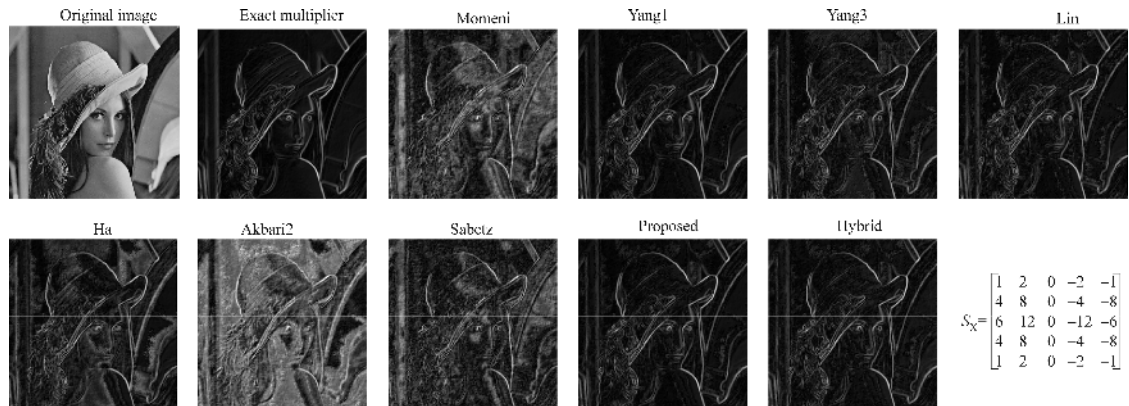 Original image
Exact multiplier
Momeni
Yang1
Yang3
Lin
Ha
Akbari2
Sabetz
Proposed
Hybrid
1 2 0 −2 −1
4 8 0 −4 −8
Sx= 6 12 0 −12 −6
4 8 0 −4 −8
1 2 0 −2 −1